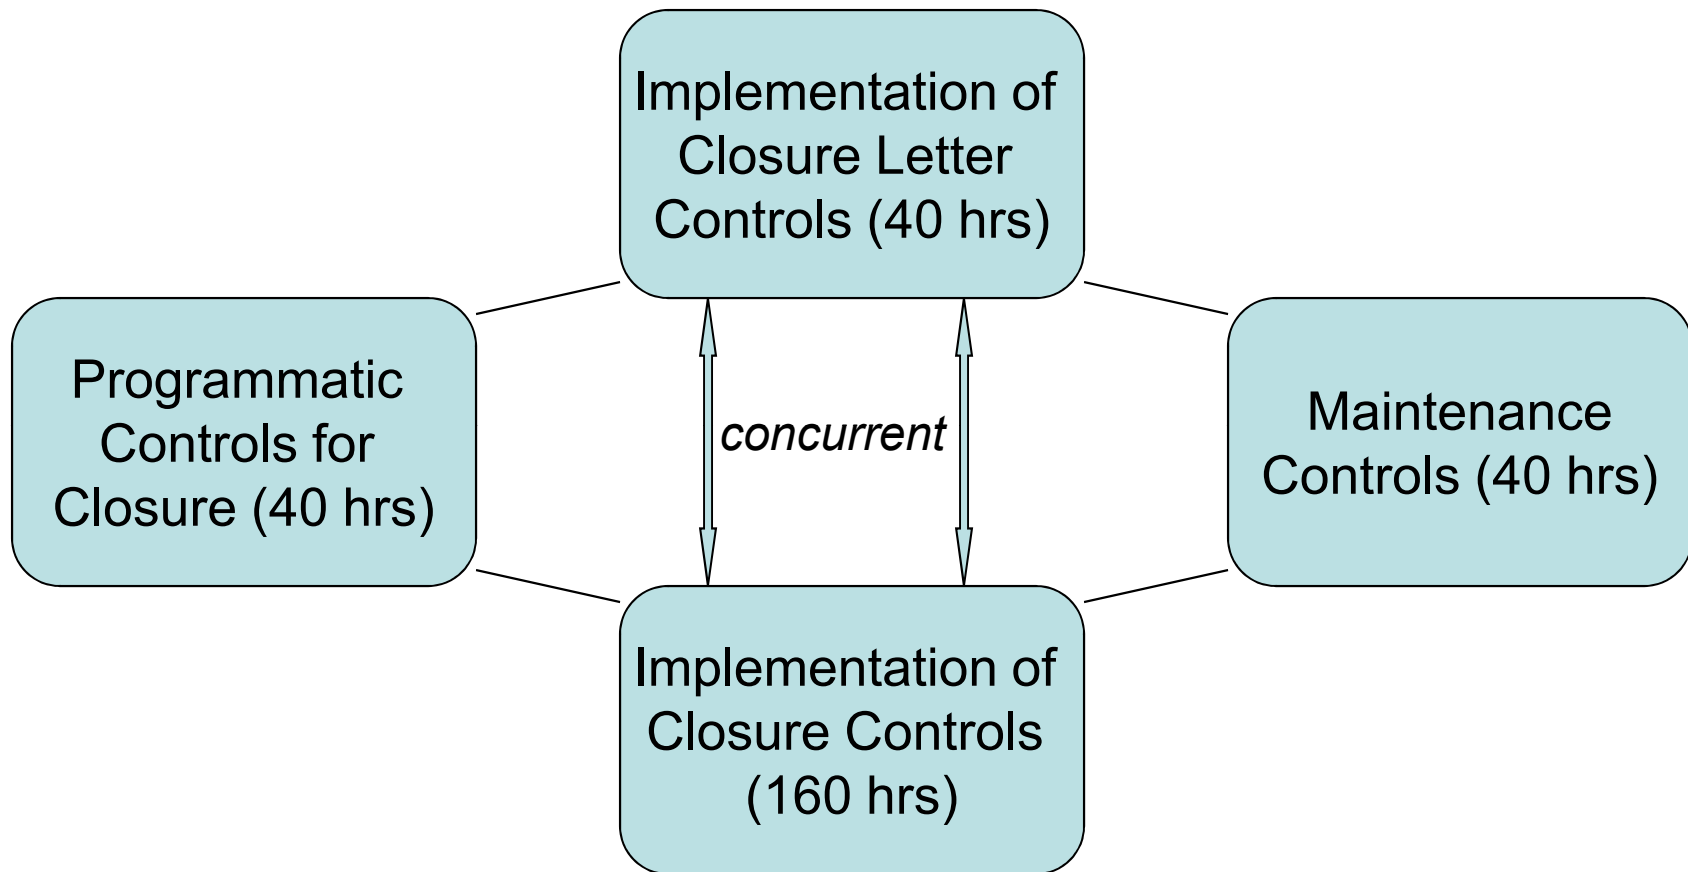 Implementation of
Closure Letter
Controls (40 hrs)
Programmatic
Controls for
Closure (40 hrs)
concurrent
Maintenance
Controls (40 hrs)
Implementation of
Closure Controls
(160 hrs)